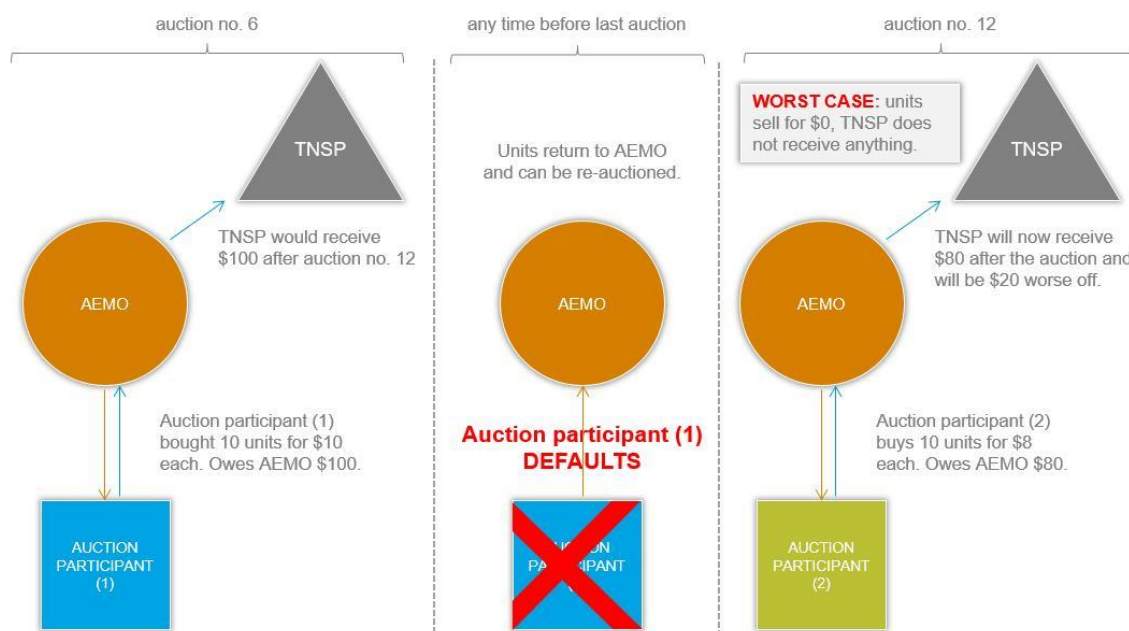 auction no. 6
TNSP
TNSP would receive
$100 after auction no. 12
AEMO
Auction participant (1)
bought 10 units for $10
each. Owes AEMO $100.
AUCTION
PARTICIPANT
(1)
any time before last auction
Units return to AEMO
and can be re-auctioned.
AEMO
Auction participant (1)
DEFAULTS
PARTICIPANT
auction no. 12
WORST CASE: units
sell for $0, TNSP does
not receive anything.
TNSP
TNSP will now receive
$80 after the auction and
will be $20 worse off.
AEMO
Auction participant (2)
buys 10 units for $8
each. Owes AEMO $80.
AUCTION
PARTICIPANT
(2)